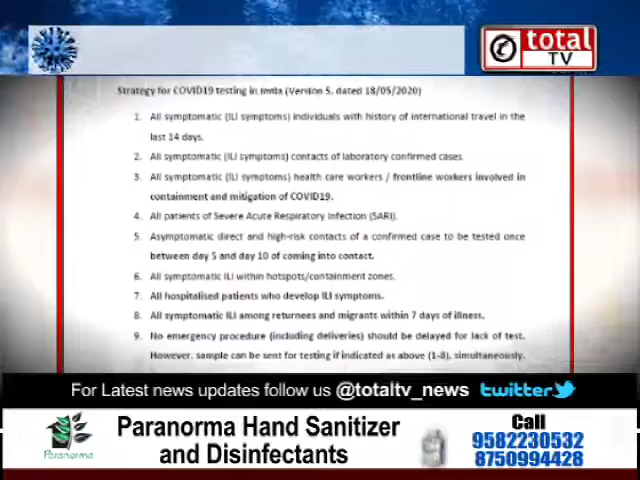 total
TV
Strategy for COVID19 testing in India (Version 5, dated 18/05/2020)
1. All symptomatic (ILI symptoms) individuals with history of international travel in the
last 14 days.
2. All symptomatic (ILI symptoms) contacts of laboratory confirmed cases.
3. All symptomatic (ILI symptoms) health care workers / frontline workers involved in
containment and mitigation of COVID19.
4. All patients of Severe Acute Respiratory Infection (SARI).
5. Asymptomatic direct and high-risk contacts of a confirmed case to be tested once
between day 5 and day 10 of coming into contact.
6. All symptomatic ILI within hotspots/containment zones.
7. All hospitalised patients who develop ILI symptoms.
8. All symptomatic ILI among returnees and migrants within 7 days of illness.
9. No emergency procedure (including deliveries) should be delayed for lack of test.
However, sample can be sent for testing if indicated as above (1-8), simultaneously.
For Latest news updates follow us @totaltv_news twitter
Paranorma Hand Sanitizer
and Disinfectants
Paranorma
Call
9582230532
8750994428